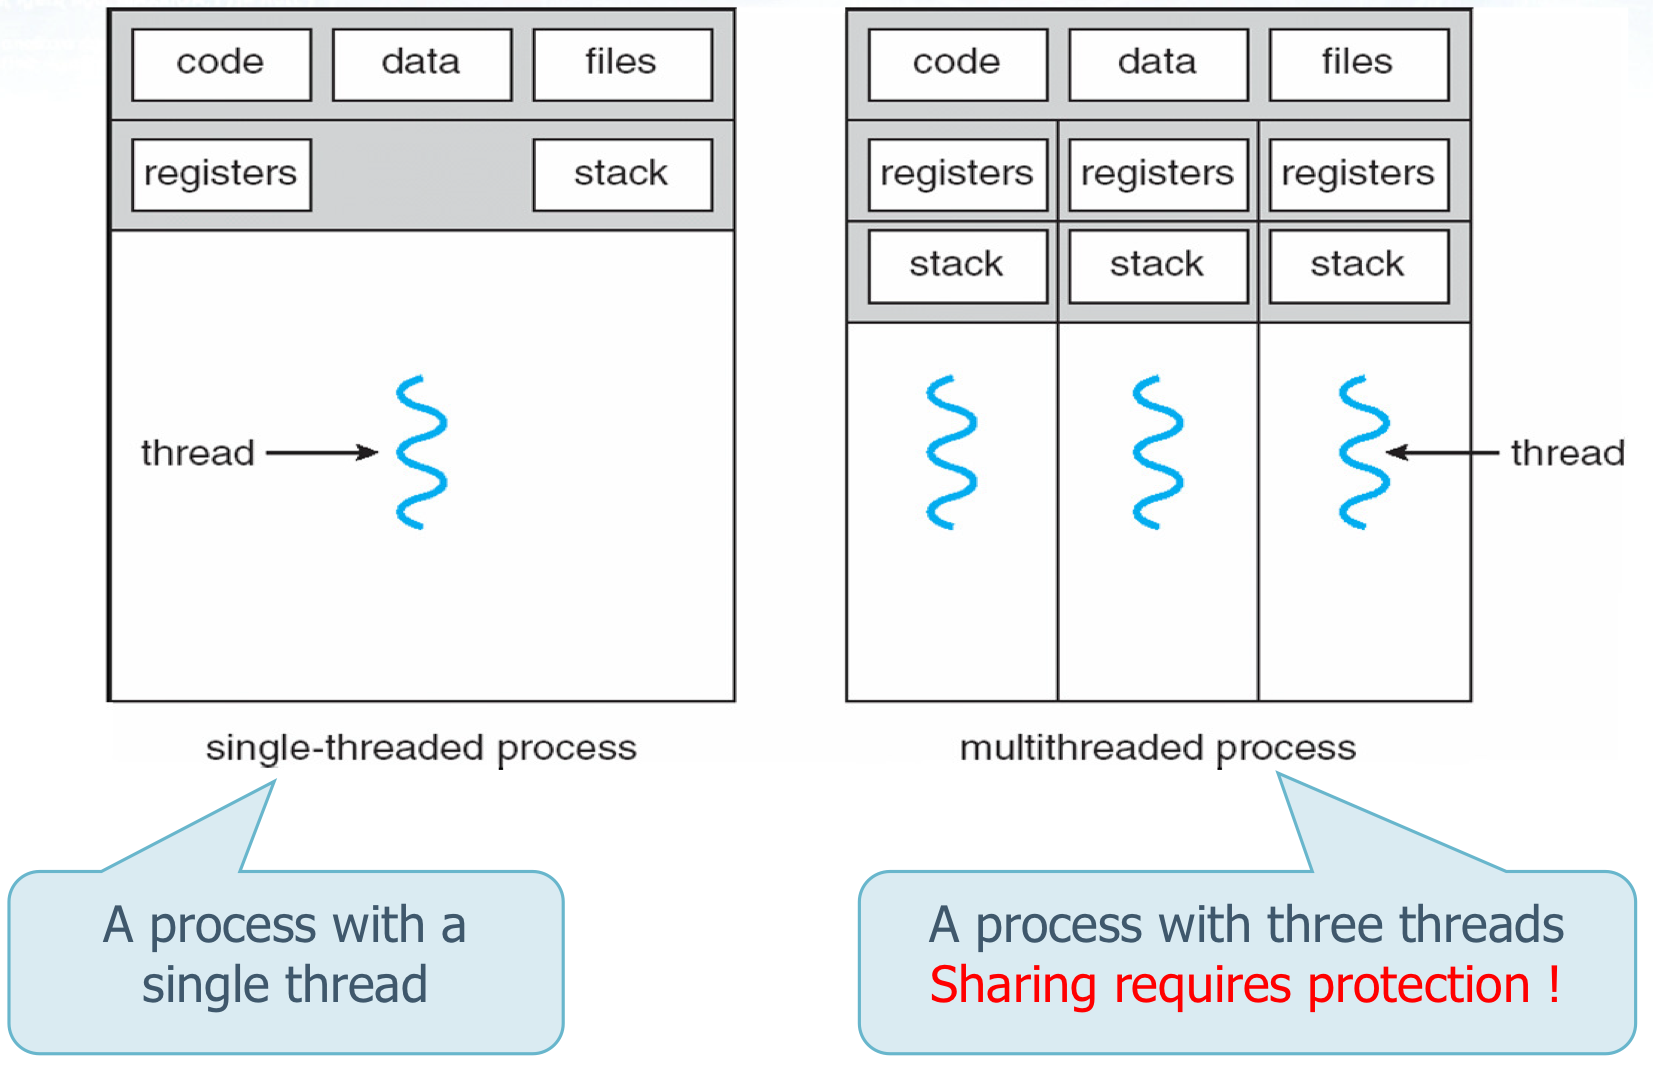 code data files
registers stack
thread
single-threaded process
A process with a
single thread
code data files
registers registers registers
stack stack stack
thread
multithreaded process
A process with three threads
Sharing requires protection !